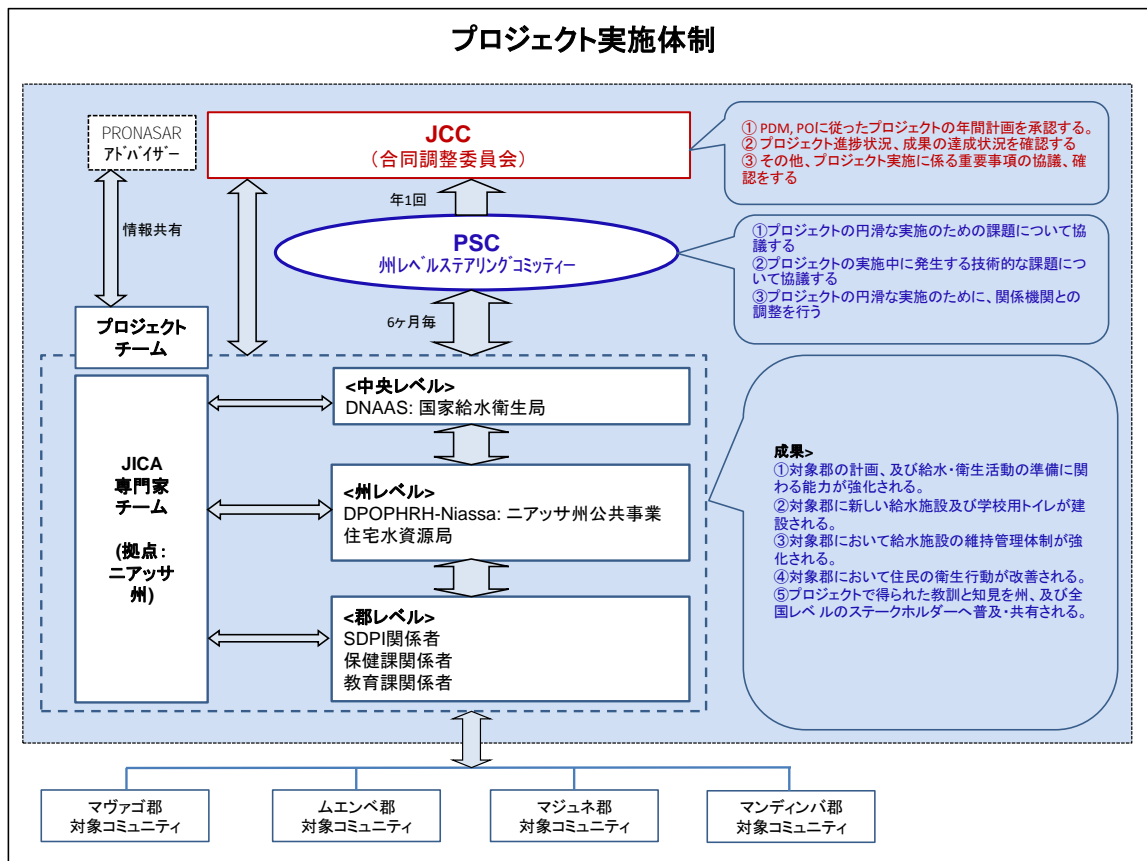 プロジェクト実施体制
PRONASAR
アドバイザー
JCC
（合同調整委員会）
① PDM, POに従ったプロジェクトの年間計画を承認する。
② プロジェクト進捗状況、成果の達成状況を確認する
③ その他、プロジェクト実施に係る重要事項の協議、確
認をする
年1回
情報共有
PSC
州レベルステアリングコミッティー
①プロジェクトの円滑な実施のための課題について協
議する
②プロジェクトの実施中に発生する技術的な課題につ
いて協議する
③プロジェクトの円滑な実施のために、関係機関との
調整を行う
6ヶ月毎
プロジェクト
チーム
JICA
専門家
チーム
(拠点：
ニアッサ
州)
<中央レベル>
DNAAS: 国家給水衛生局
<州レベル>
DPOPHRH-Niassa: ニアッサ州公共事業
住宅水資源局
<郡レベル>
SDPI関係者
保健課関係者
教育課関係者
成果>
①対象郡の計画、及び給水・衛生活動の準備に関
わる能力が強化される。
②対象郡に新しい給水施設及び学校用トイレが建
設される。
③対象郡において給水施設の維持管理体制が強
化される。
④対象郡において住民の衛生行動が改善される。
⑤プロジェクトで得られた教訓と知見を州、及び全
国レベルのステークホルダーへ普及・共有される。
マヴァゴ郡
対象コミュニティ
ムエンベ郡
対象コミュニティ
マジュネ郡
対象コミュニティ
マンディンバ郡
対象コミュニティ